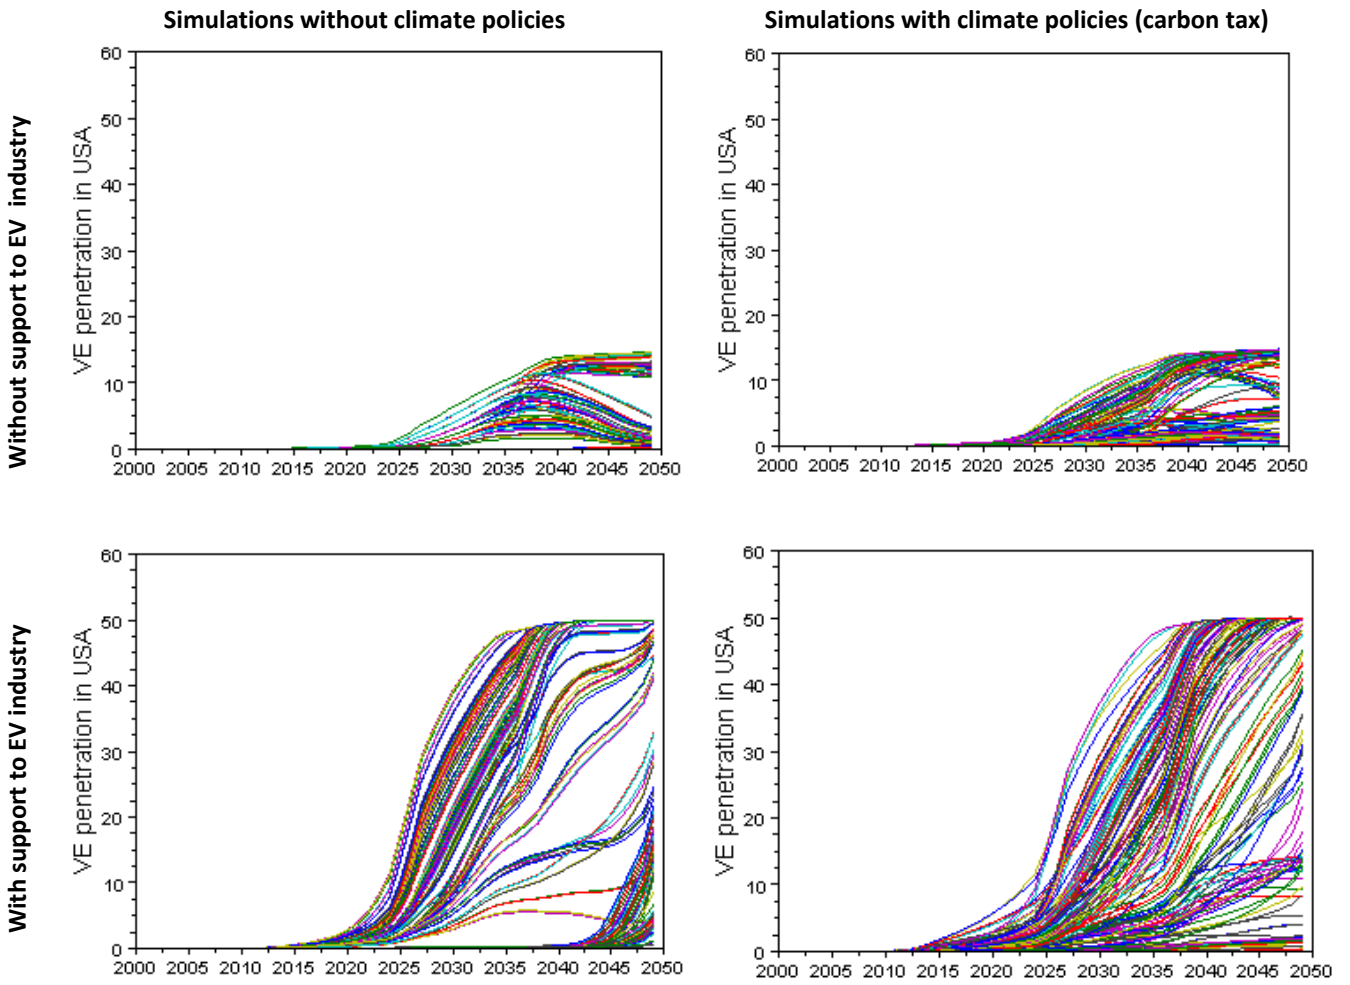 Simulations without climate policies
Simulations with climate policies (carbon tax)
Without support to EV industry
VE penetration in USA
60
50
40
30
20
10
0
2000 2005 2010 2015 2020 2025 2030 2035 2040 2045 2050
VE penetration in USA
60
50
40
30
20
10
0
2000 2005 2010 2015 2020 2025 2030 2035 2040 2045 2050
With support to EV industry
VE penetration in USA
60
50
40
30
20
10
0
2000 2005 2010 2015 2020 2025 2030 2035 2040 2045 2050
VE penetration in USA
60
50
40
30
20
10
0
2000 2005 2010 2015 2020 2025 2030 2035 2040 2045 2050